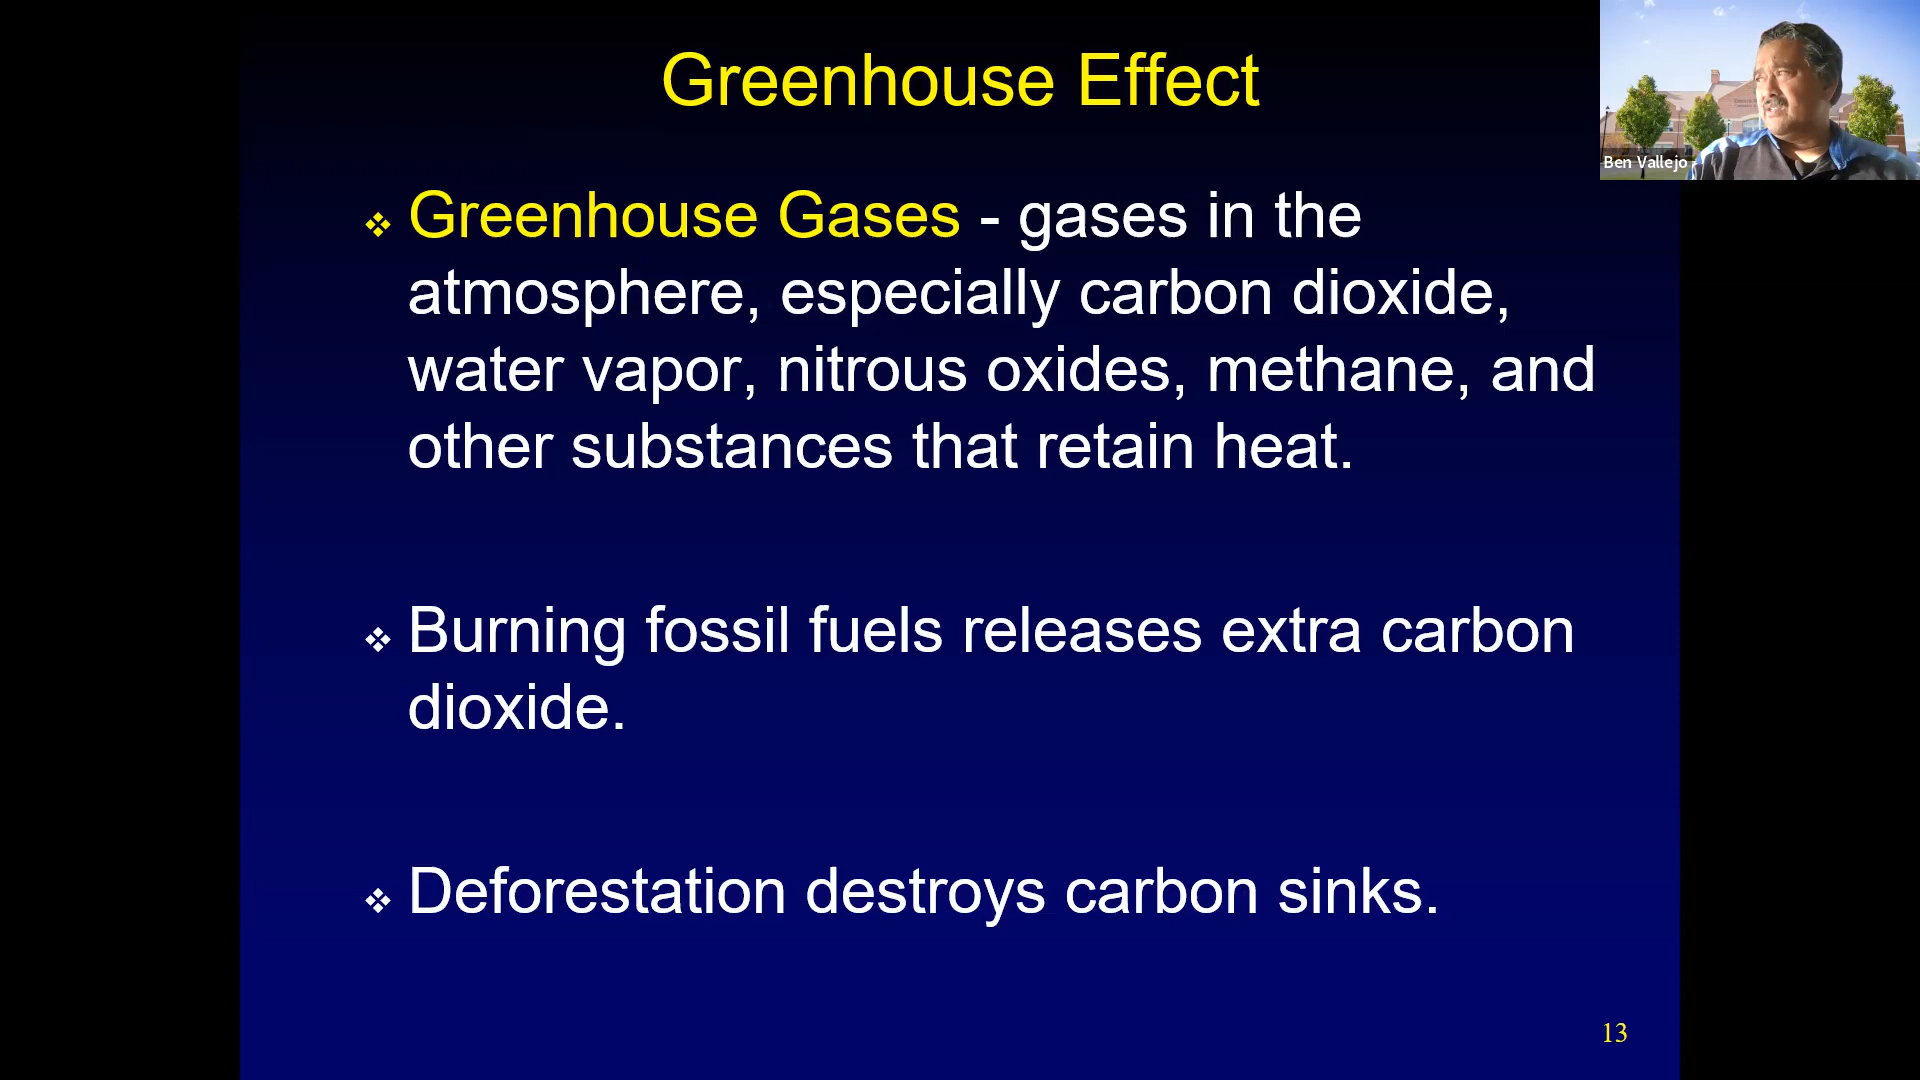 Greenhouse Effect
Ben Vallejo
❖ Greenhouse Gases - gases in the
atmosphere, especially carbon dioxide,
water vapor, nitrous oxides, methane, and
other substances that retain heat.
❖ Burning fossil fuels releases extra carbon
dioxide.
❖ Deforestation destroys carbon sinks.
13